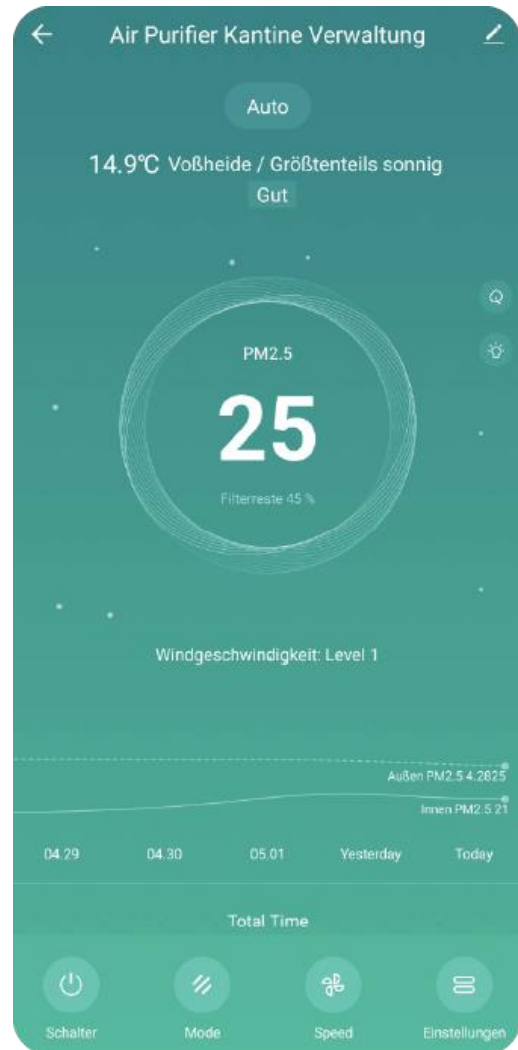 Air Purifier Kantine Verwaltung
Auto
14.9℃ Voßheide / Größtenteils sonnig
Gut
PM2.5
25
Filterreste 45 %
Windgeschwindigkeit: Level 1
Außen PM2.5 4.2825
Innen PM2.5 21
04.29 04.30 05.01 Yesterday Today
Total Time
Schalter Mode Speed Einstellungen